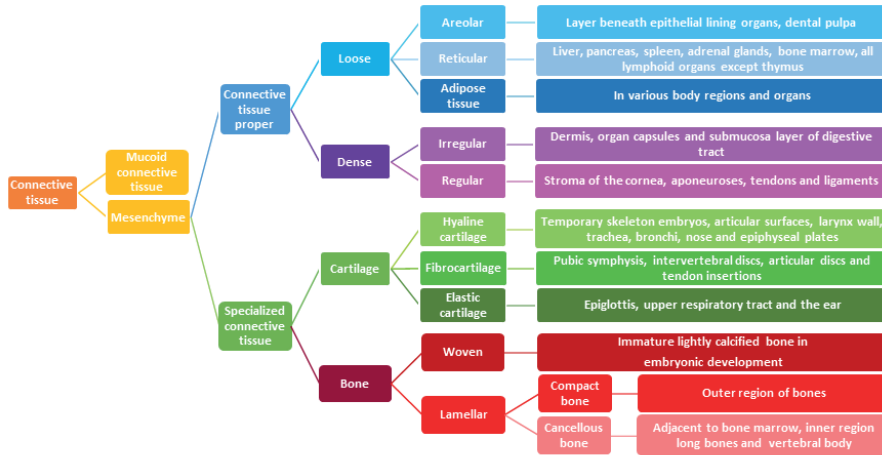 Connective
tissue
Mucoid
connective
tissue
Mesenchyme
Connective
tissue
proper
Loose
Areolar
Layer beneath epithelial lining organs, dental pulpa
Reticular
Liver, pancreas, spleen, adrenal glands, bone marrow, all
lymphoid organs except thymus
Adipose
tissue
In various body regions and organs
Dense
Irregular
Dermis, organ capsules and submucosa layer of digestive
tract
Regular
Stroma of the cornea, aponeuroses, tendons and ligaments
Specialized
connective
tissue
Cartilage
Hyaline
cartilage
Temporary skeleton embryos, articular surfaces, larynx wall,
trachea, bronchi, nose and epiphyseal plates
Fibrocartilage
Pubic symphysis, intervertebral discs, articular discs and
tendon insertions
Elastic
cartilage
Epiglottis, upper respiratory tract and the ear
Bone
Woven
Immature lightly calcified bone in
embryonic development
Lamellar
Compact
bone
Outer region of bones
Cancellous
bone
Adjacent to bone marrow, inner region
long bones and vertebral body